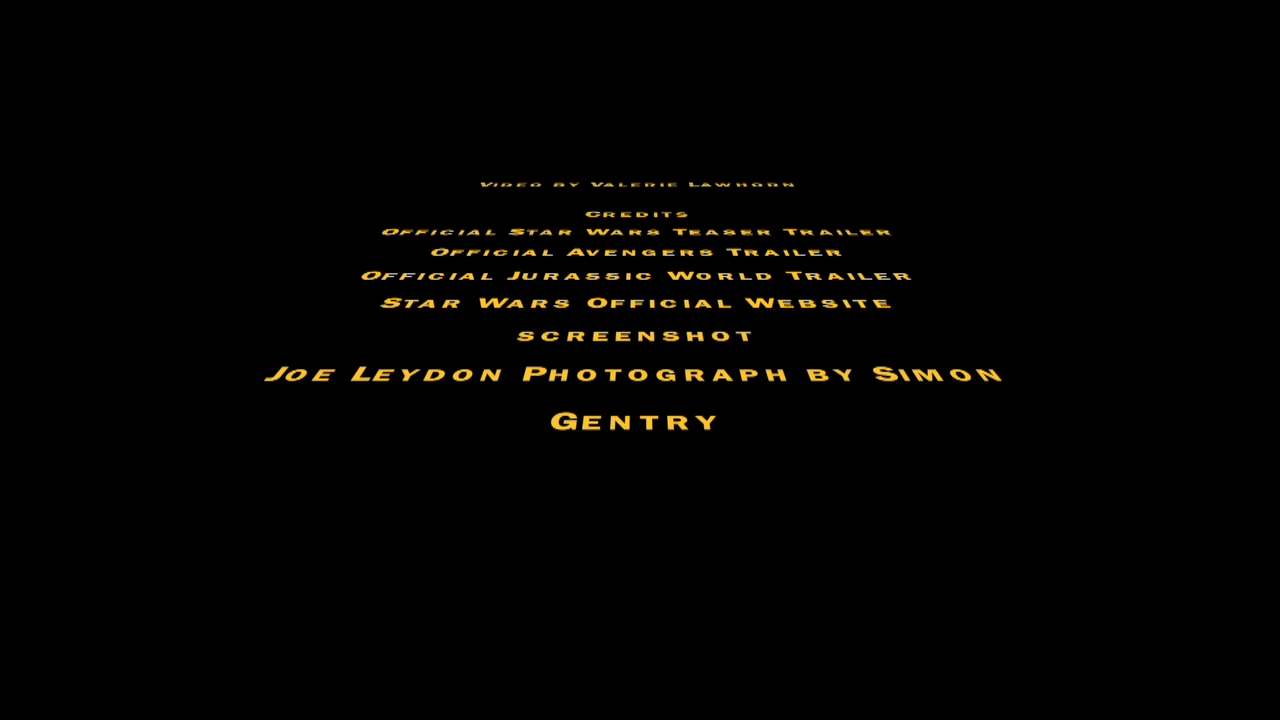 Video by Valerie Lawhorn
Credits
Official Star Wars Teaser Trailer
Official Avengers Trailer
Official Jurassic World Trailer
Star Wars Official Website
screenshot
Joe Leydon Photograph by Simon
Gentry